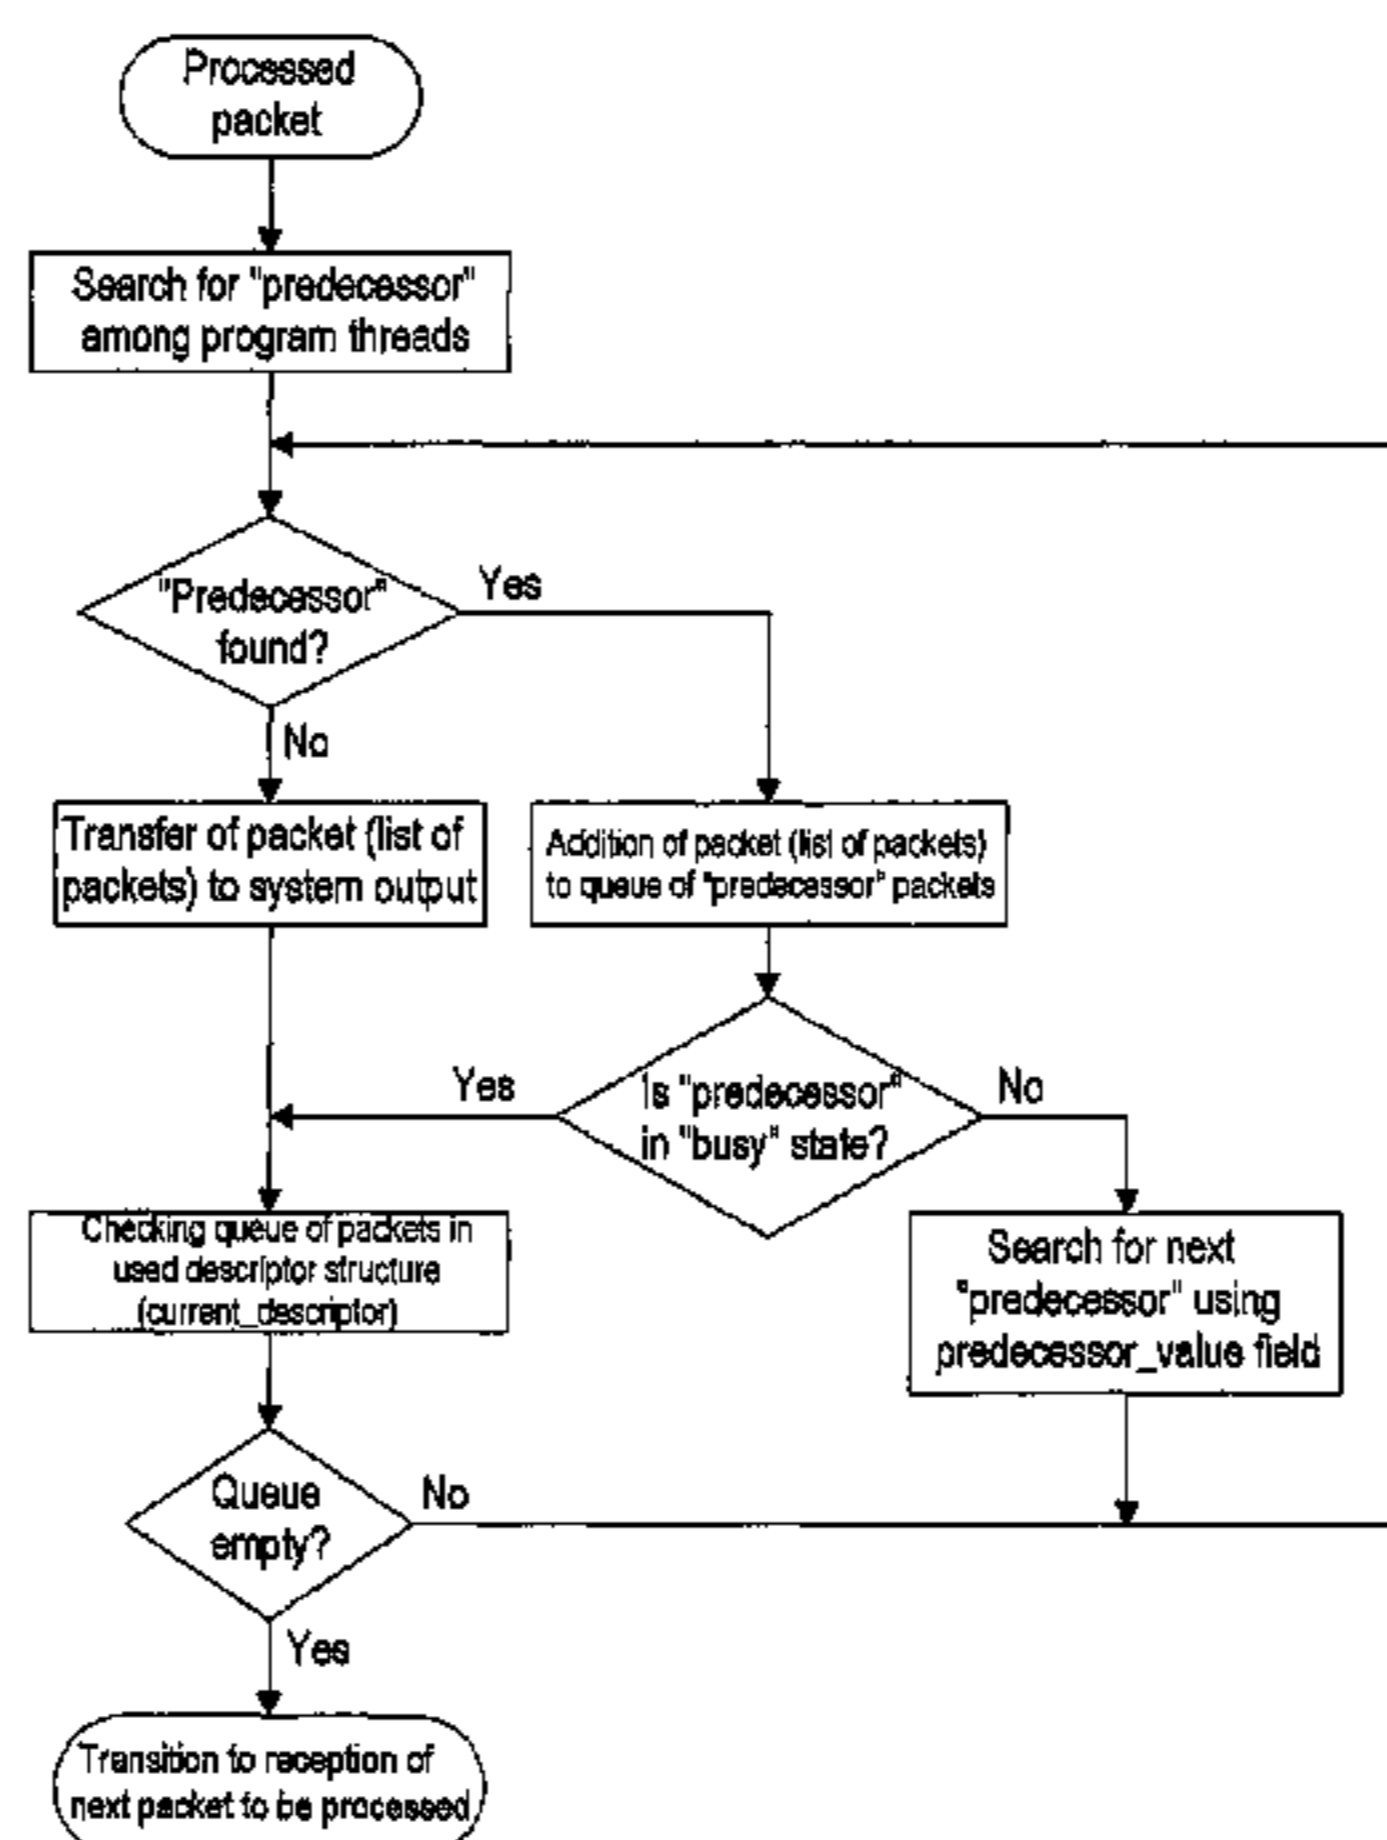 Processed
packet
Search for "predecessor"
among program threads
"Predecessor"
found?
Yes
No
Transfer of packet (list of
packets) to system output
Addition of packet (list of packets)
to queue of "predecessor" packets
Yes
Is "predecessor"
in "busy" state?
No
Checking queue of packets in
used descriptor structure
(current_descriptor)
Search for next
"predecessor" using
predecessor_value field
Queue
empty?
No
Yes
Transition to reception of
next packet to be processed